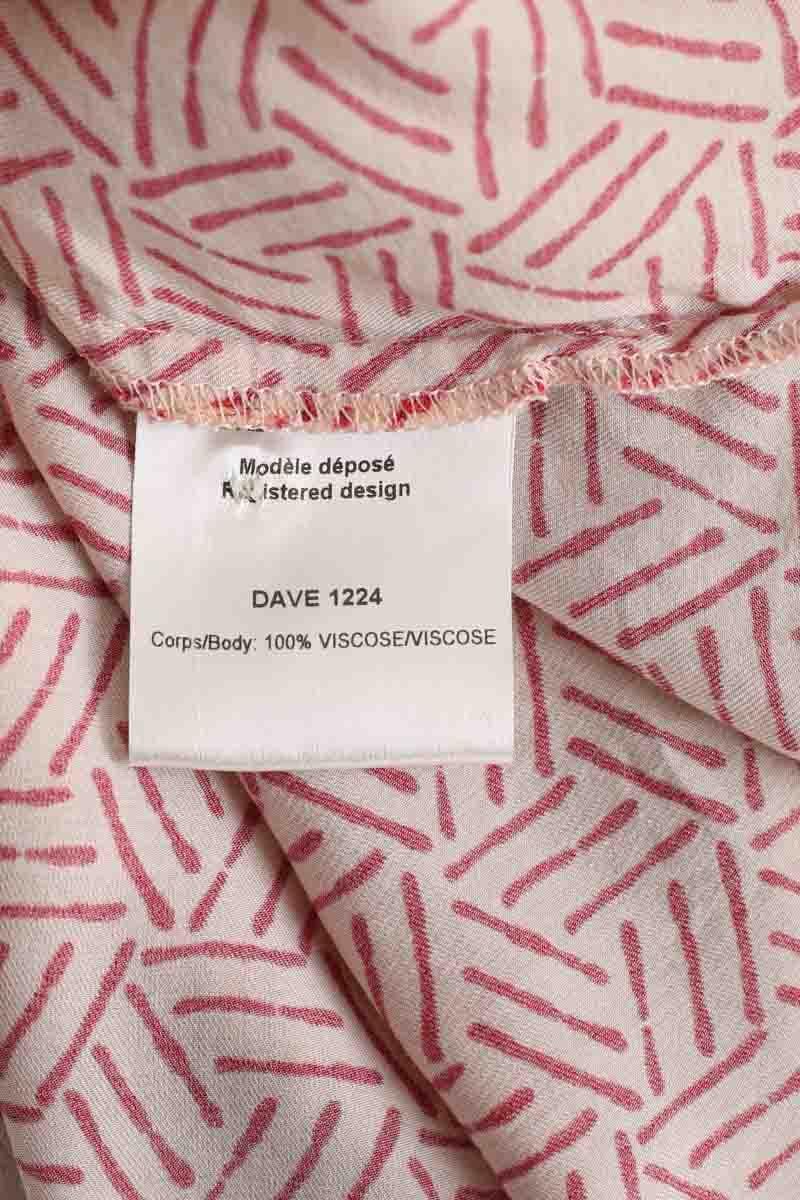 Modèle déposé
Registered design
DAVE 1224
Corps/Body: 100% VISCOSE/VISCOSE